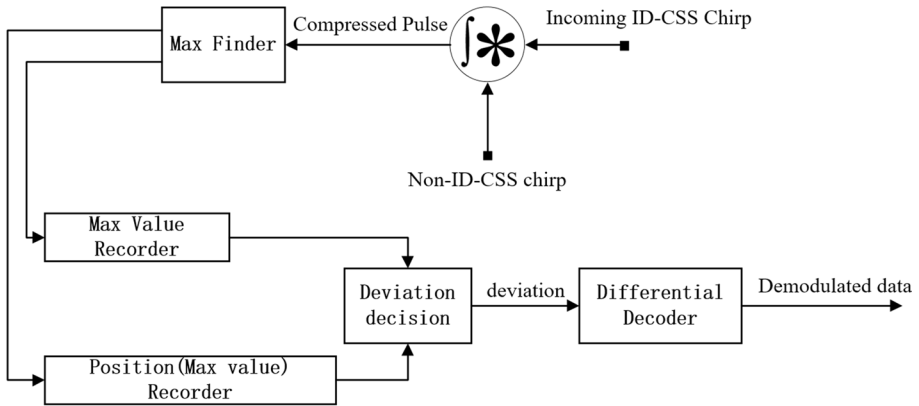 Max Finder
Compressed Pulse
Incoming ID-CSS Chirp
Non-ID-CSS chirp
Max Value
Recorder
Deviation
decision
deviation
Differential
Decoder
Demodulated data
Position(Max value)
Recorder